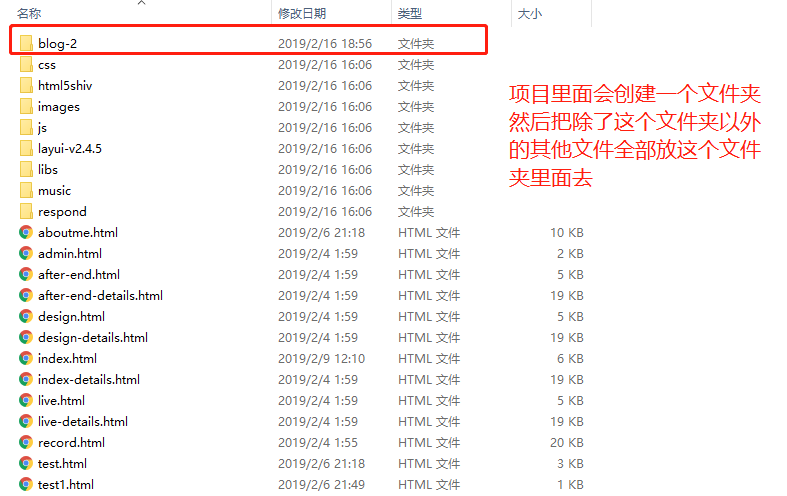 名称 修改日期 类型 大小
blog-2 2019/2/16 18:56 文件夹
css 2019/2/16 16:06 文件夹
html5shiv 2019/2/16 16:06 文件夹
images 2019/2/16 16:06 文件夹
js 2019/2/16 16:06 文件夹
layui-v2.4.5 2019/2/16 16:06 文件夹
libs 2019/2/16 16:06 文件夹
music 2019/2/16 16:06 文件夹
respond 2019/2/16 16:06 文件夹
aboutme.html 2019/2/6 21:18 HTML 文件 10 KB
admin.html 2019/2/4 1:59 HTML 文件 2 KB
after-end.html 2019/2/4 1:59 HTML 文件 5 KB
after-end-details.html 2019/2/4 1:59 HTML 文件 19 KB
design.html 2019/2/4 1:59 HTML 文件 5 KB
design-details.html 2019/2/4 1:59 HTML 文件 19 KB
index.html 2019/2/9 12:10 HTML 文件 6 KB
index-details.html 2019/2/4 1:59 HTML 文件 19 KB
live.html 2019/2/4 1:59 HTML 文件 5 KB
live-details.html 2019/2/4 1:59 HTML 文件 19 KB
record.html 2019/2/4 1:55 HTML 文件 20 KB
test.html 2019/2/6 21:18 HTML 文件 3 KB
test1.html 2019/2/6 21:49 HTML 文件 1 KB
项目里面会创建一个文件夹
然后把除了这个文件夹以外
的其他文件全部放这个文件
夹里面去